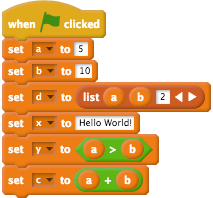 when clicked
set a to 5
set b to 10
set d to list a b 2
set x to Hello World!
set y to a > b
set c to a + b